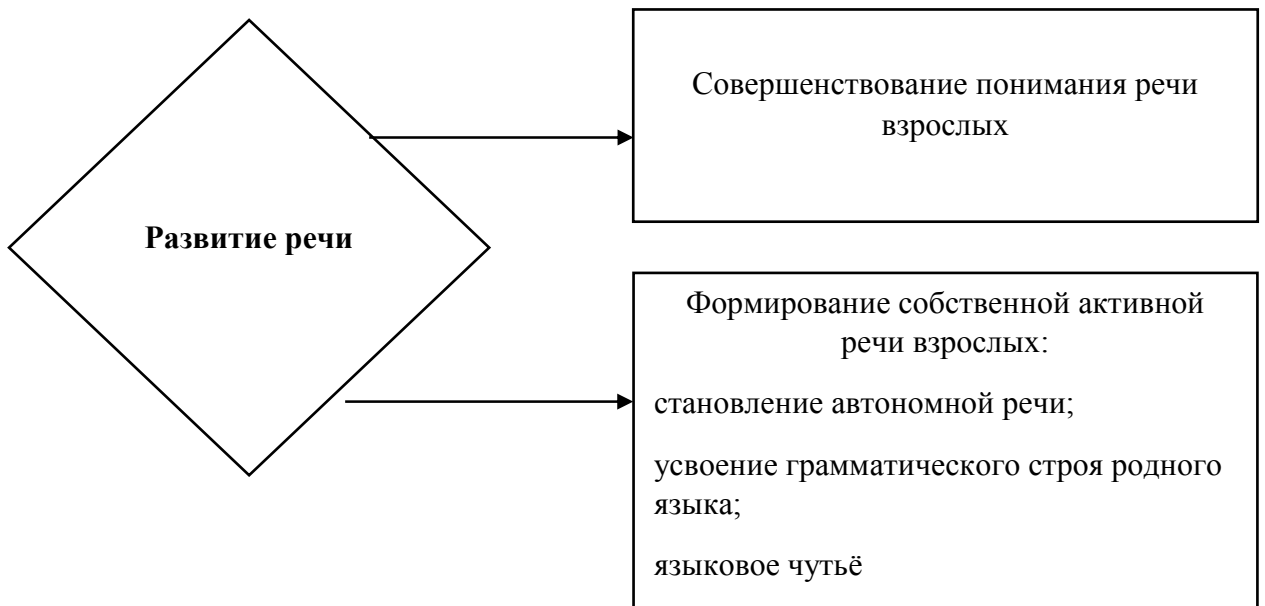 Развитие речи
Совершенствование понимания речи
взрослых
Формирование собственной активной
речи взрослых:
становление автономной речи;
усвоение грамматического строя родного
языка;
языковое чутьё